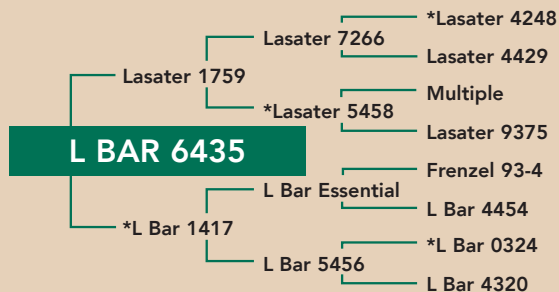 *Lasater 4248
Lasater 7266
Lasater 4429
Lasater 1759
Multiple
*Lasater 5458
Lasater 9375
L BAR 6435
Frenzel 93-4
L Bar Essential
L Bar 4454
*L Bar 1417
*L Bar 0324
L Bar 5456
L Bar 4320